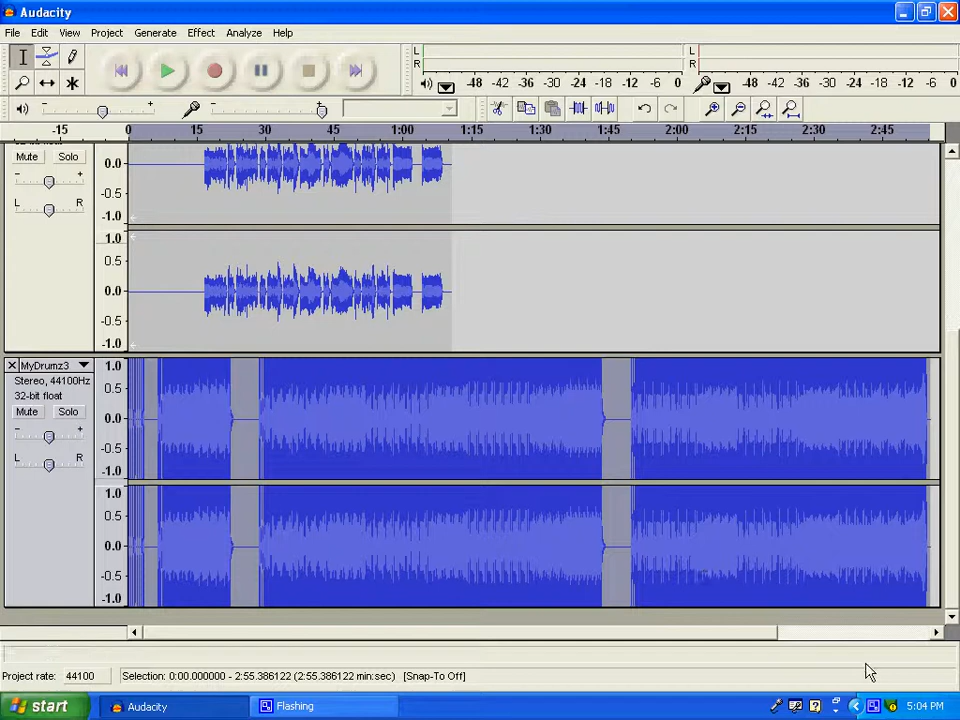 Audacity
File Edit View Project Generate Effect Analyze Help
L
R
-48 -42 -36 -30 -24 -18 -12 -6 0
L
R
-48 -42 -36 -30 -24 -18 -12 -6 0
-15 0 15 30 45 1:00 1:15 1:30 1:45 2:00 2:15 2:30 2:45
Mute Solo
- +
L R
0.0
-0.5
-1.0
1.0
0.5
0.0
-0.5
-1.0
MyDrumz3
Stereo, 44100Hz
32-bit float
Mute Solo
- +
L R
1.0
0.5
0.0
-0.5
-1.0
1.0
0.5
0.0
-0.5
-1.0
Project rate: 44100 Selection: 0:00.000000 - 2:55.386122 (2:55.386122 min:sec) [Snap-To Off]
start Audacity Flashing 5:04 PM